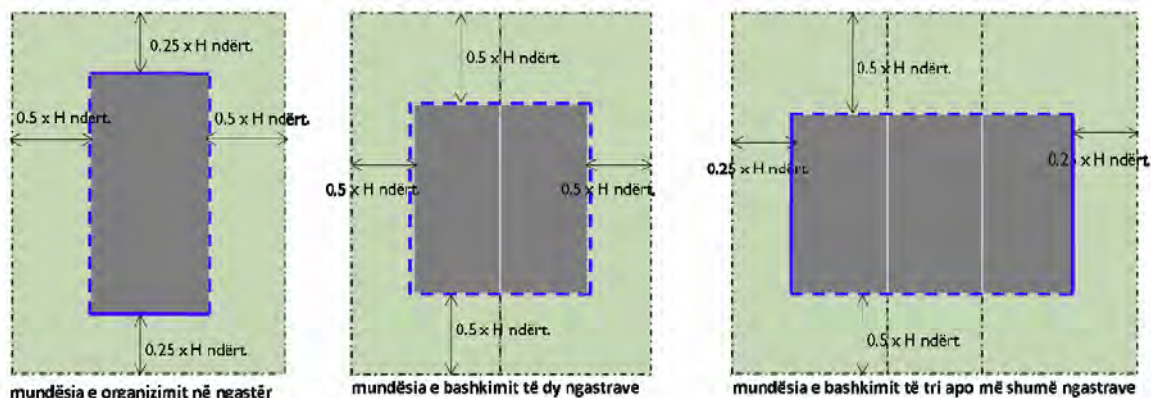 0.25 x H ndërt.
0.5 x H ndërt.
0.5 x H ndërt.
0.25 x H ndërt.
mundësia e organizimit në ngastër
0.5 x H ndërt.
0.5 x H ndërt.
0.5 x H ndërt.
0.5 x H ndërt.
mundësia e bashkimit të dy ngastrave
0.5 x H ndërt.
0.25 x H ndërt.
0.25 x H ndërt.
0.5 x H ndërt.
mundësia e bashkimit të tri apo më shumë ngastrave